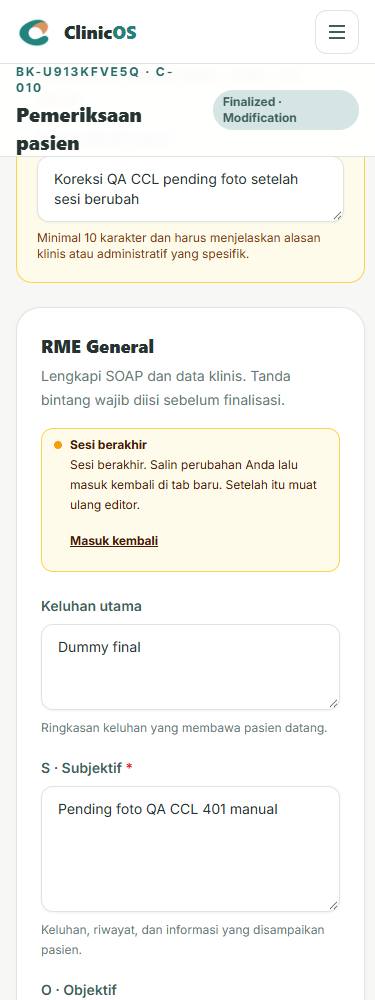 ClinicOS
BK-U913KFVE5Q · C-
010
Pemeriksaan
pasien
Finalized ·
Modification
Koreksi QA CCL pending foto setelah
sesi berubah
Minimal 10 karakter dan harus menjelaskan alasan
klinis atau administratif yang spesifik.
RME General
Lengkapi SOAP dan data klinis. Tanda
bintang wajib diisi sebelum finalisasi.
Sesi berakhir
Sesi berakhir. Salin perubahan Anda lalu
masuk kembali di tab baru. Setelah itu muat
ulang editor.
Masuk kembali
Keluhan utama
Dummy final
Ringkasan keluhan yang membawa pasien datang.
S · Subjektif *
Pending foto QA CCL 401 manual
Keluhan, riwayat, dan informasi yang disampaikan
pasien.
O · Objektif